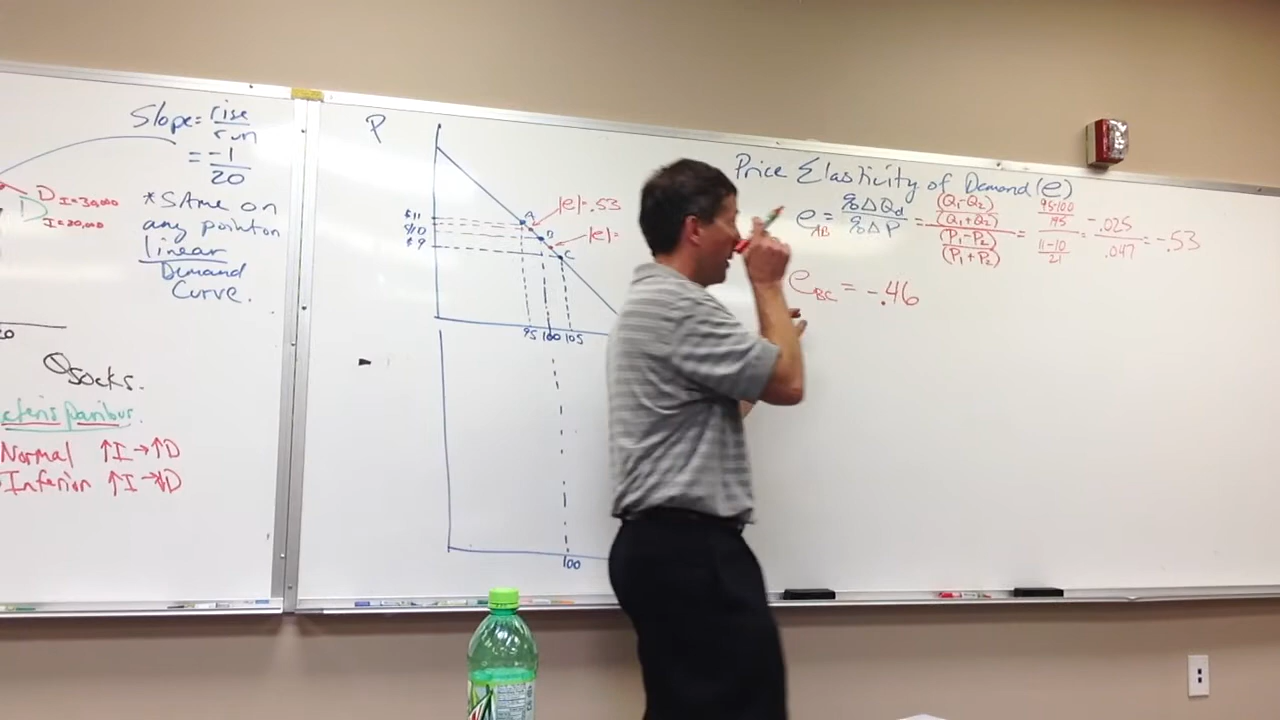 Slope = rise
run
= -1
20
* SAME on
any point on
linear
Demand
Curve.
D I = 30,000
D
I = 20,000
Q socks.
ceteris paribus.
Normal ↑I → ↑D
Inferior ↑I → ↓D
P
$11
$10
$9
A
B
C
|e| = .53
|e| =
95 100 105
100
Price Elasticity of Demand (e)
e AB = %ΔQd / %ΔP = (Q1-Q2) / (Q1+Q2) / (P1-P2) / (P1+P2) = 95-100 / 195 / 11-10 / 21 = -.025 / .047 = -.53
e BC = -.46